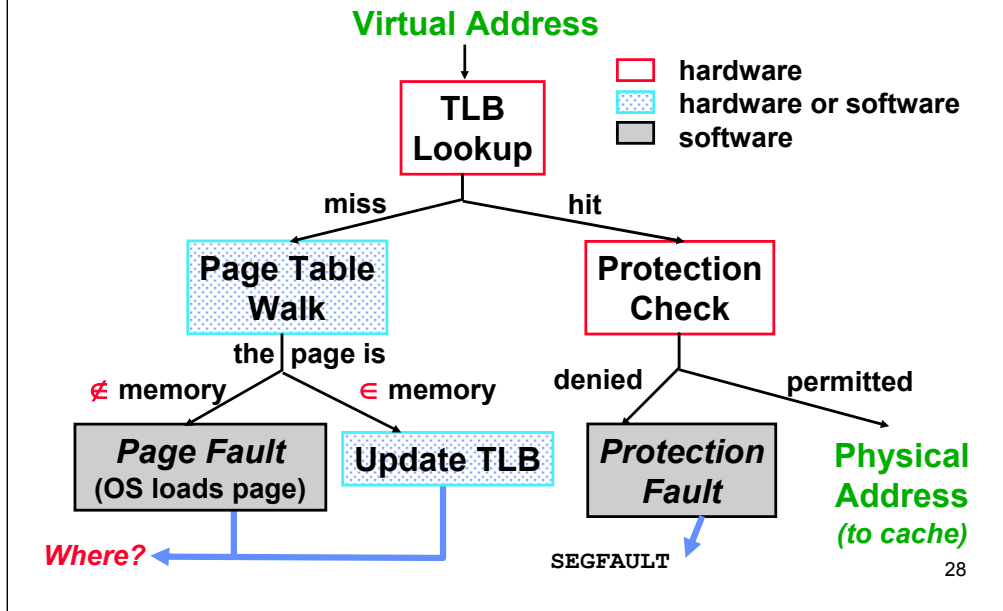 Virtual Address
hardware
hardware or software
software
TLB
Lookup
miss
hit
Page Table
Walk
Protection
Check
the page is
∉ memory
∈ memory
denied
permitted
Page Fault
(OS loads page)
Update TLB
Protection
Fault
Physical
Address
(to cache)
Where?
SEGFAULT
28